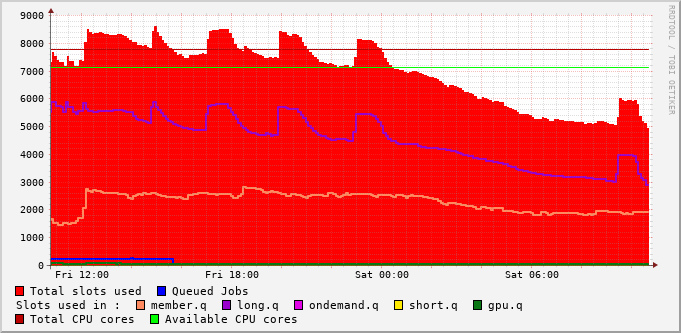 9000
8000
7000
6000
5000
4000
3000
2000
1000
0
Fri 12:00 Fri 18:00 Sat 00:00 Sat 06:00
Total slots used Queued Jobs
Slots used in : member.q long.q ondemand.q short.q gpu.q
Total CPU cores Available CPU cores
RRDTOOL / TOBI OETIKER